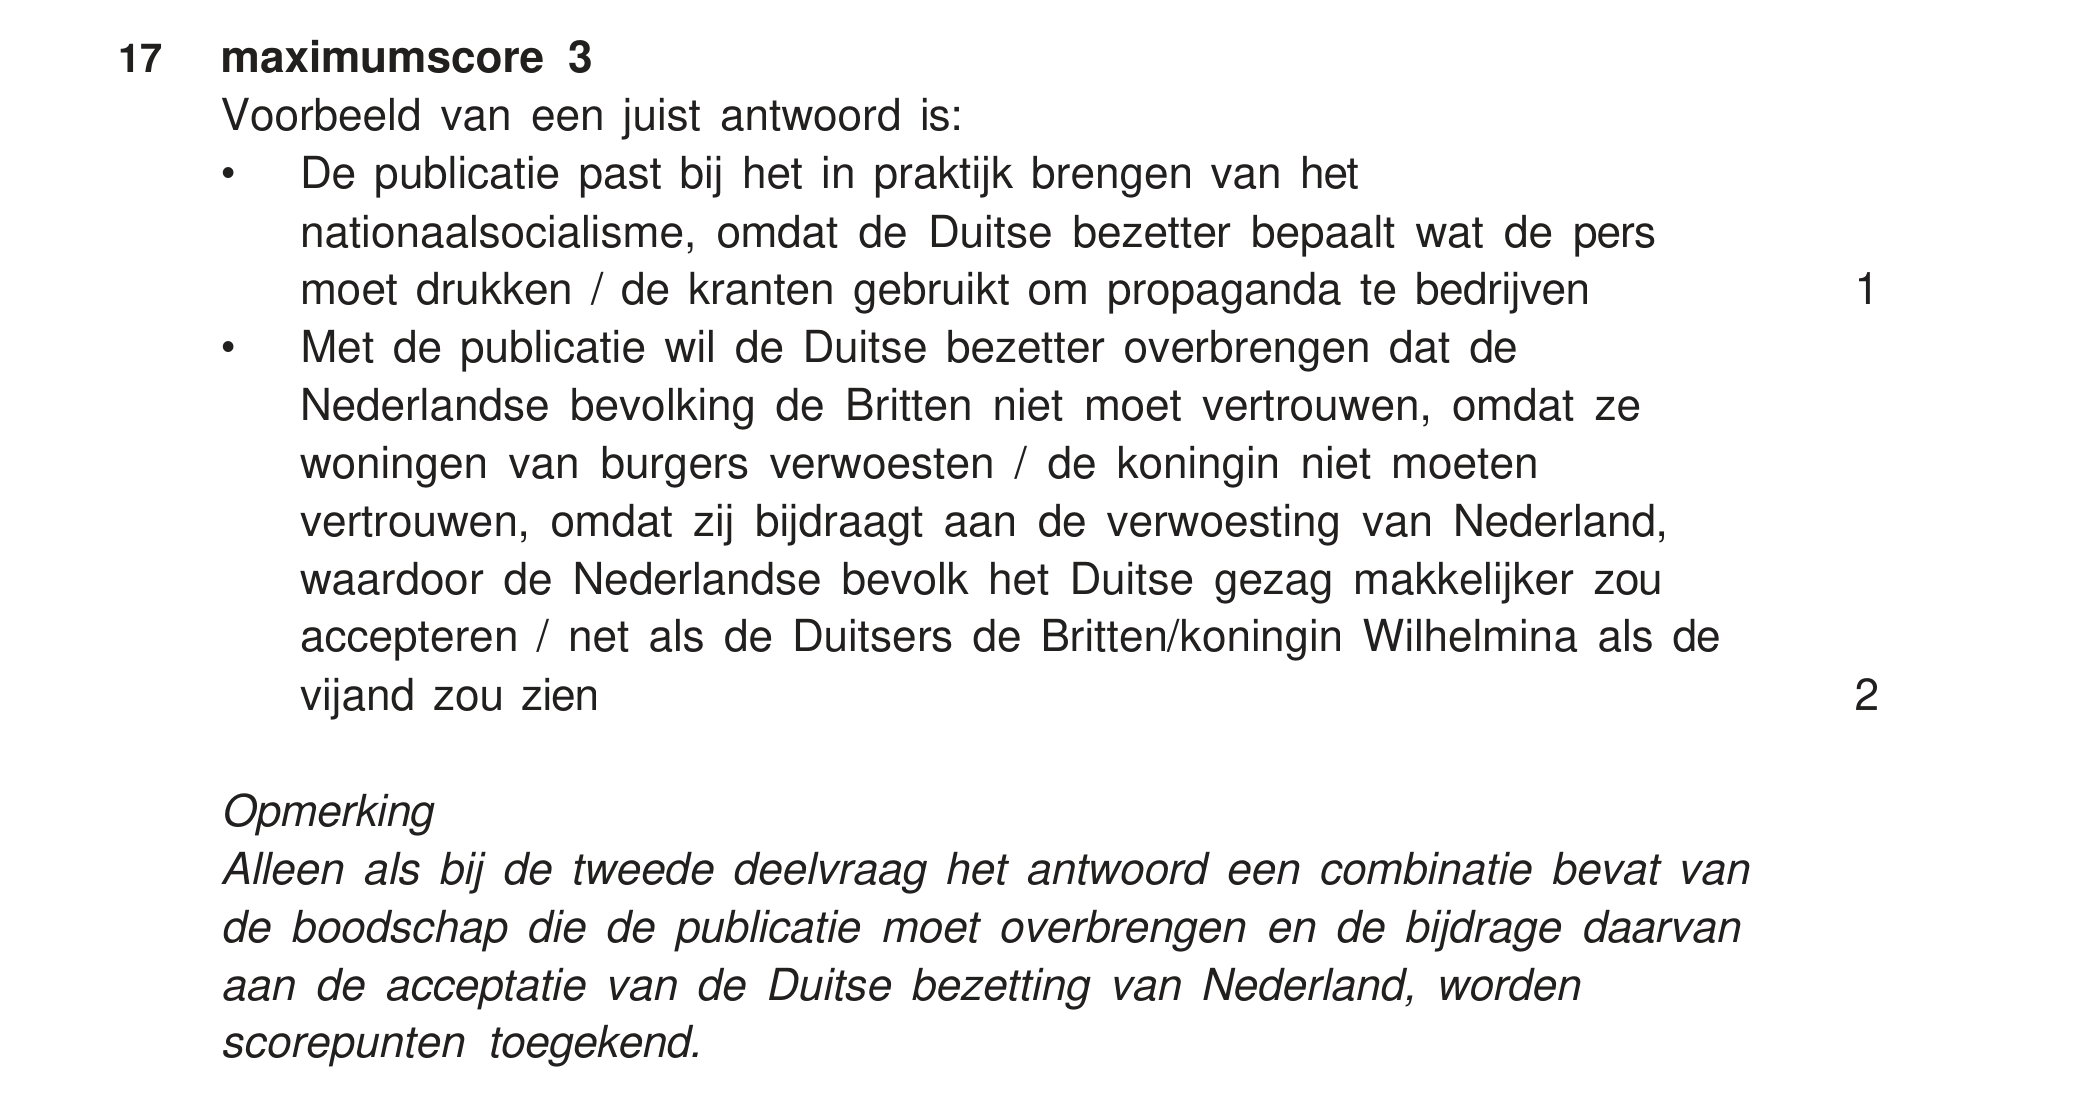 17 maximumscore 3
Voorbeeld van een juist antwoord is:
• De publicatie past bij het in praktijk brengen van het
nationaalsocialisme, omdat de Duitse bezetter bepaalt wat de pers
moet drukken / de kranten gebruikt om propaganda te bedrijven 1
• Met de publicatie wil de Duitse bezetter overbrengen dat de
Nederlandse bevolking de Britten niet moet vertrouwen, omdat ze
woningen van burgers verwoesten / de koningin niet moeten
vertrouwen, omdat zij bijdraagt aan de verwoesting van Nederland,
waardoor de Nederlandse bevolk het Duitse gezag makkelijker zou
accepteren / net als de Duitsers de Britten/koningin Wilhelmina als de
vijand zou zien 2
Opmerking
Alleen als bij de tweede deelvraag het antwoord een combinatie bevat van
de boodschap die de publicatie moet overbrengen en de bijdrage daarvan
aan de acceptatie van de Duitse bezetting van Nederland, worden
scorepunten toegekend.